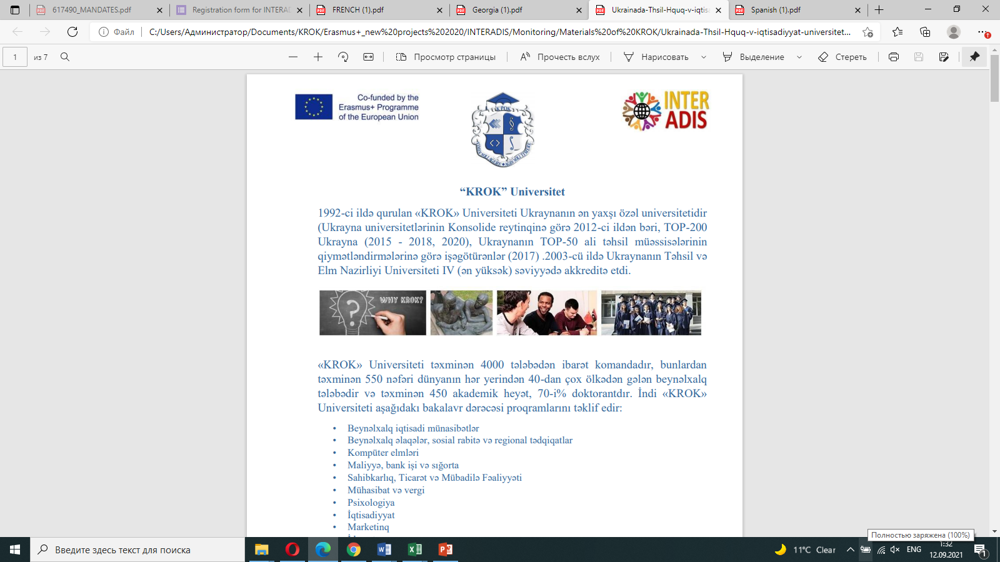 617490_MANDATES.pdf
Registration form for INTERAD
FRENCH (1).pdf
Georgia (1).pdf
Ukrainada-Thsil-Hquq-v-iqtisa
Spanish (1).pdf
Файл
C:/Users/Администратор/Documents/KROK/Erasmus+_new%20projects%202020/INTERADIS/Monitoring/Materials%20of%20KROK/Ukrainada-Thsil-Hquq-v-iqtisadiyyat-universitet...
1
из 7
Просмотр страницы
Прочесть вслух
Нарисовать
Выделение
Стереть
Co-funded by the
Erasmus+ Programme
of the European Union
КРОК
INTER
ADIS
“KROK” Universitet
1992-ci ildə qurulan «KROK» Universiteti Ukraynanın ən yaxşı özəl universitetidir
(Ukrayna universitetlərinin Konsolide reytinqinə görə 2012-ci ildən bəri, TOP-200
Ukrayna (2015 - 2018, 2020), Ukraynanın TOP-50 ali təhsil müəssisələrinin
qiymətləndirmələrinə görə işəgötürənlər (2017) .2003-cü ildə Ukraynanın Təhsil və
Elm Nazirliyi Universiteti IV (ən yüksək) səviyyədə akkreditə etdi.
WHY KROK?
«KROK» Universiteti təxminən 4000 tələbədən ibarət komandadır, bunlardan
təxminən 550 nəfəri dünyanın hər yerindən 40-dan çox ölkədən gələn beynəlxalq
tələbədir və təxminən 450 akademik heyət, 70-i% doktorantdır. İndi «KROK»
Universiteti aşağıdakı bakalavr dərəcəsi proqramlarını təklif edir:
• Beynəlxalq iqtisadi münasibətlər
• Beynəlxalq əlaqələr, sosial rabitə və regional tədqiqatlar
• Kompüter elmləri
• Maliyyə, bank işi və sığorta
• Sahibkarlıq, Ticarət və Mübadilə Fəaliyyəti
• Mühasibat və vergi
• Psixologiya
• İqtisadiyyat
• Marketinq
Полностью заряжена (100%)
Введите здесь текст для поиска
11°C Clear
ENG
1:32
12.09.2021
1